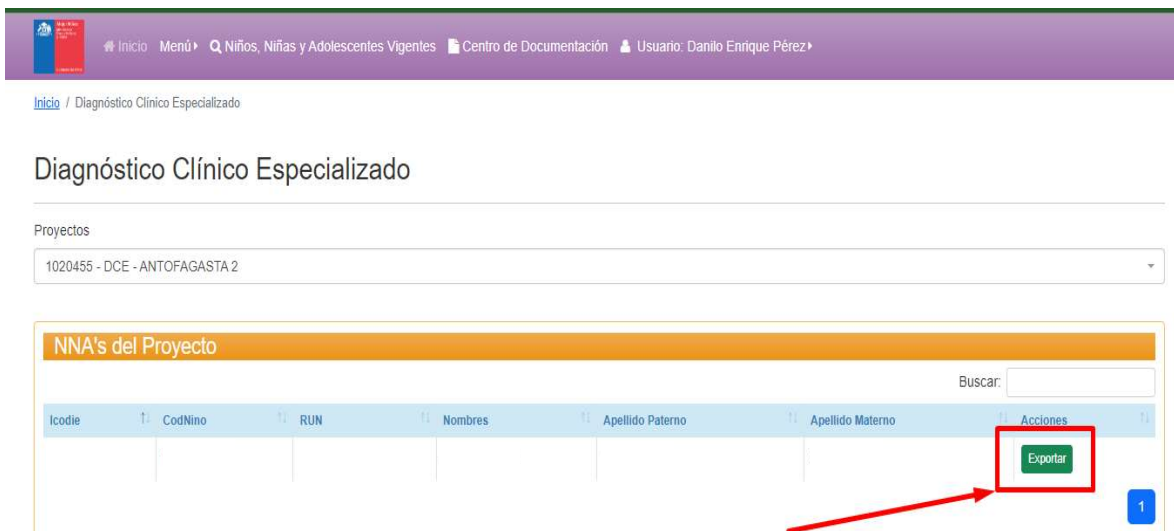 Inicio Menú Niños, Niñas y Adolescentes Vigentes Centro de Documentación Usuario: Danilo Enrique Pérez
Inicio / Diagnóstico Clínico Especializado
Diagnóstico Clínico Especializado
Proyectos
1020455 - DCE - ANTOFAGASTA 2
NNA's del Proyecto
Buscar:
Icodie CodNino RUN Nombres Apellido Paterno Apellido Materno Acciones
Exportar
1